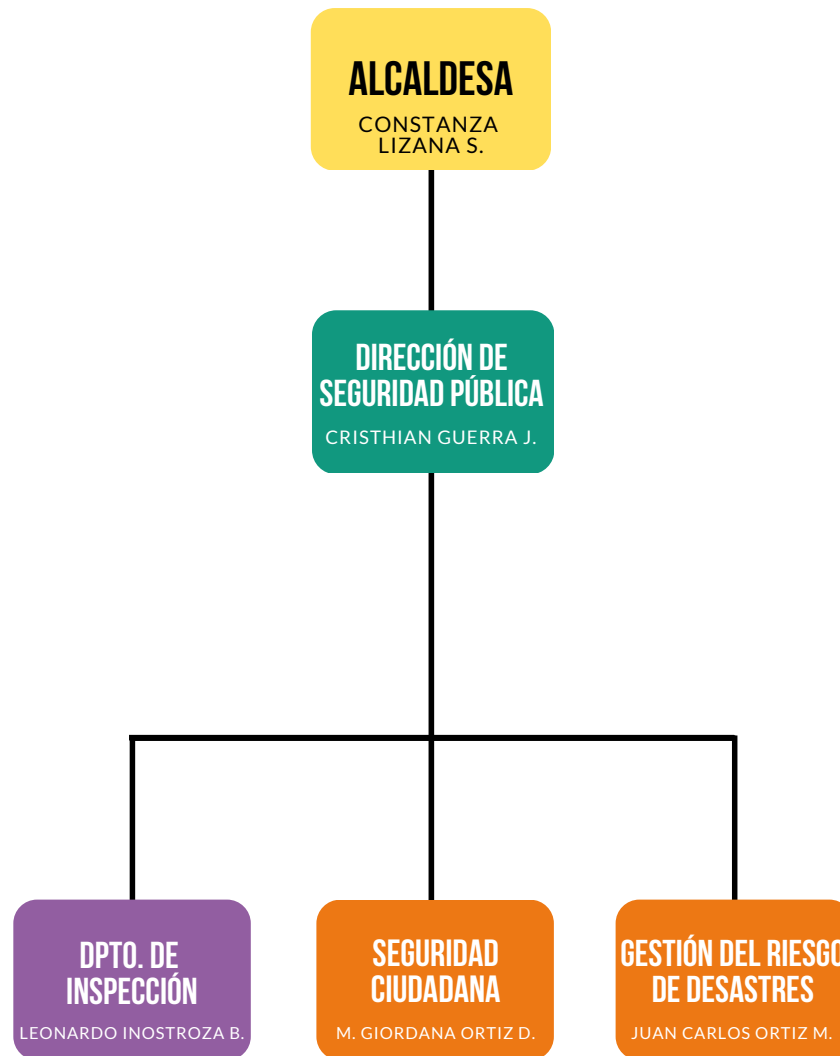 ALCALDESA
CONSTANZA
LIZANA S.
DIRECCIÓN DE
SEGURIDAD PÚBLICA
CRISTHIAN GUERRA J.
DPTO. DE
INSPECCIÓN
LEONARDO INOSTROZA B.
SEGURIDAD
CIUDADANA
M. GIORDANA ORTIZ D.
GESTIÓN DEL RIESGO
DE DESASTRES
JUAN CARLOS ORTIZ M.